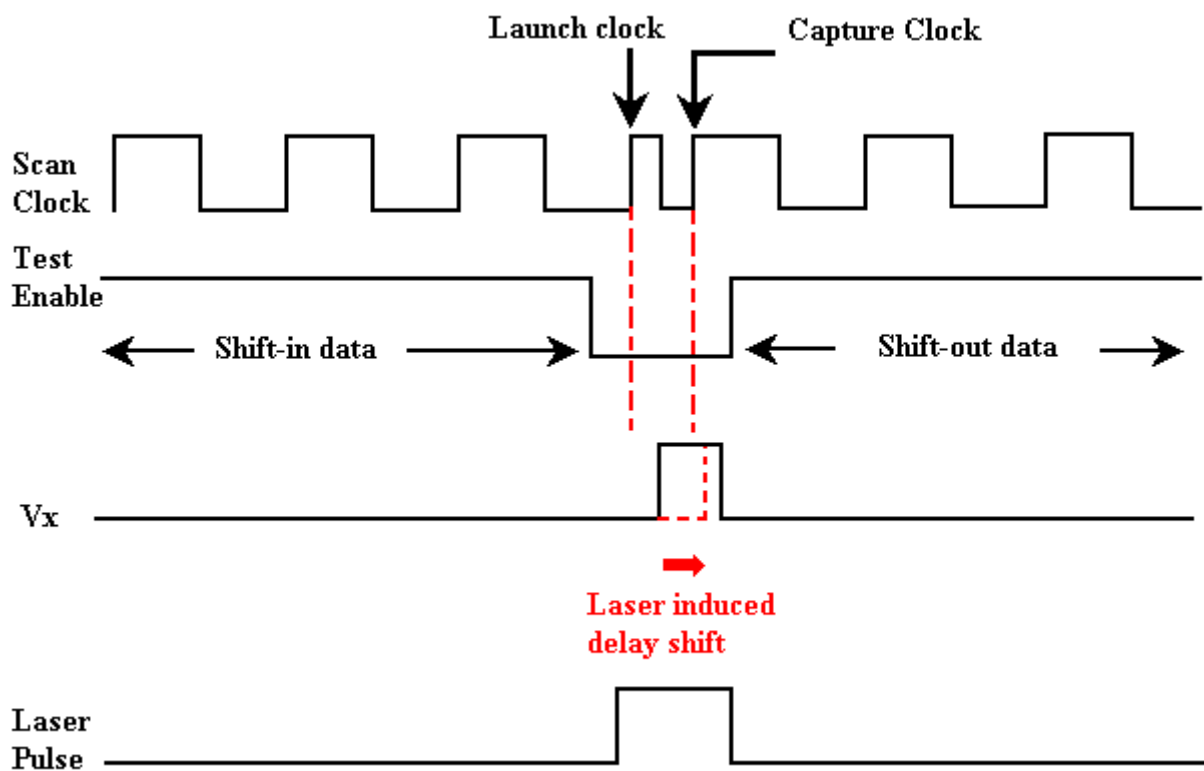 Launch clock
Capture Clock
Scan
Clock
Test
Enable
Shift-in data
Shift-out data
Vx
Laser induced
delay shift
Laser
Pulse